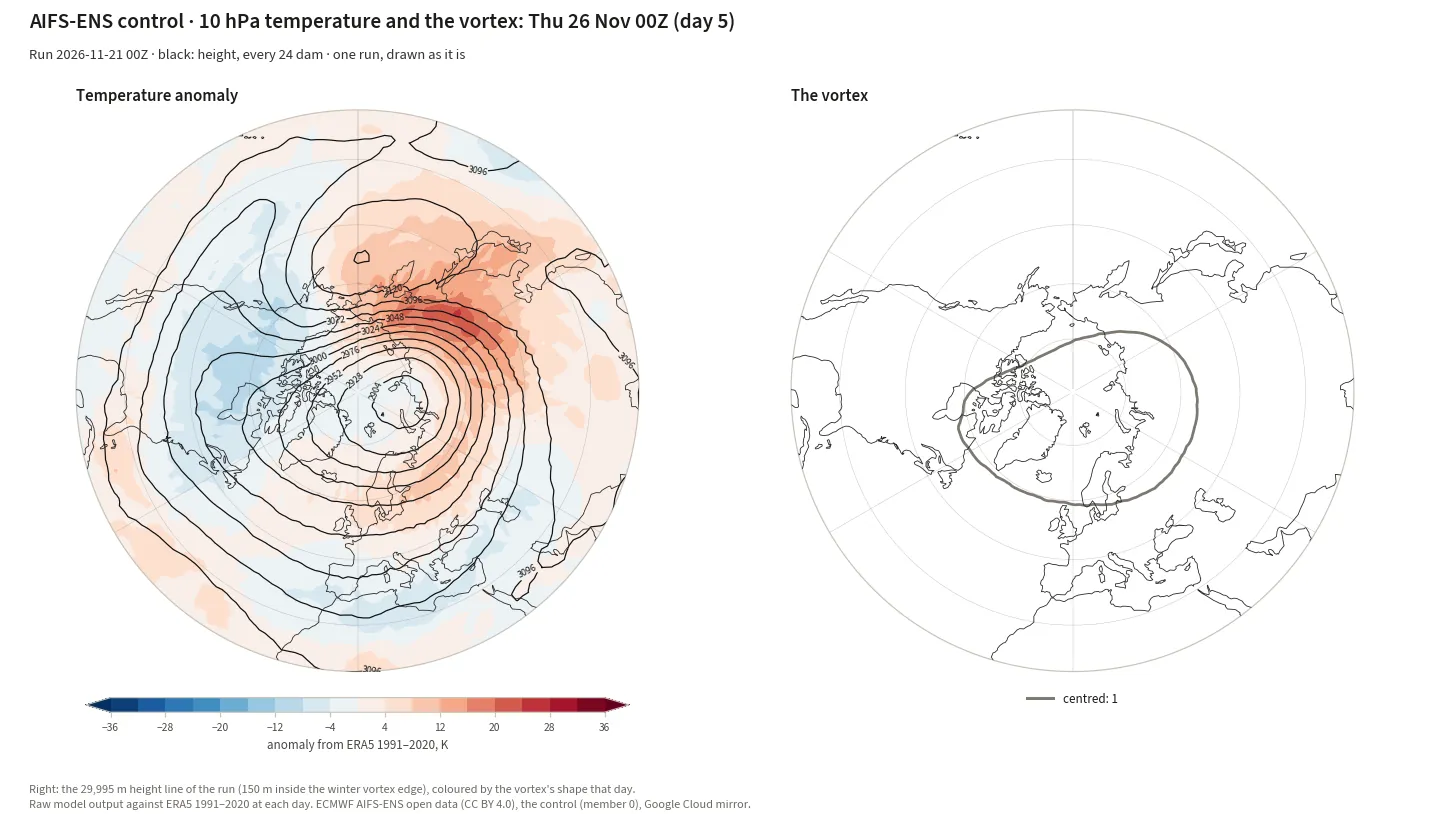 AIFS-ENS control · 10 hPa temperature and the vortex: Thu 26 Nov 00Z (day 5)
Run 2026-11-21 00Z · black: height, every 24 dam · one run, drawn as it is
Temperature anomaly
The vortex
3096
3120
3096
3072
3048
3024
3000
2976
2952
2928
2904
3096
3096
3096
−36 −28 −20 −12 −4 4 12 20 28 36
anomaly from ERA5 1991–2020, K
centred: 1
Right: the 29,995 m height line of the run (150 m inside the winter vortex edge), coloured by the vortex's shape that day.
Raw model output against ERA5 1991–2020 at each day. ECMWF AIFS-ENS open data (CC BY 4.0), the control (member 0), Google Cloud mirror.